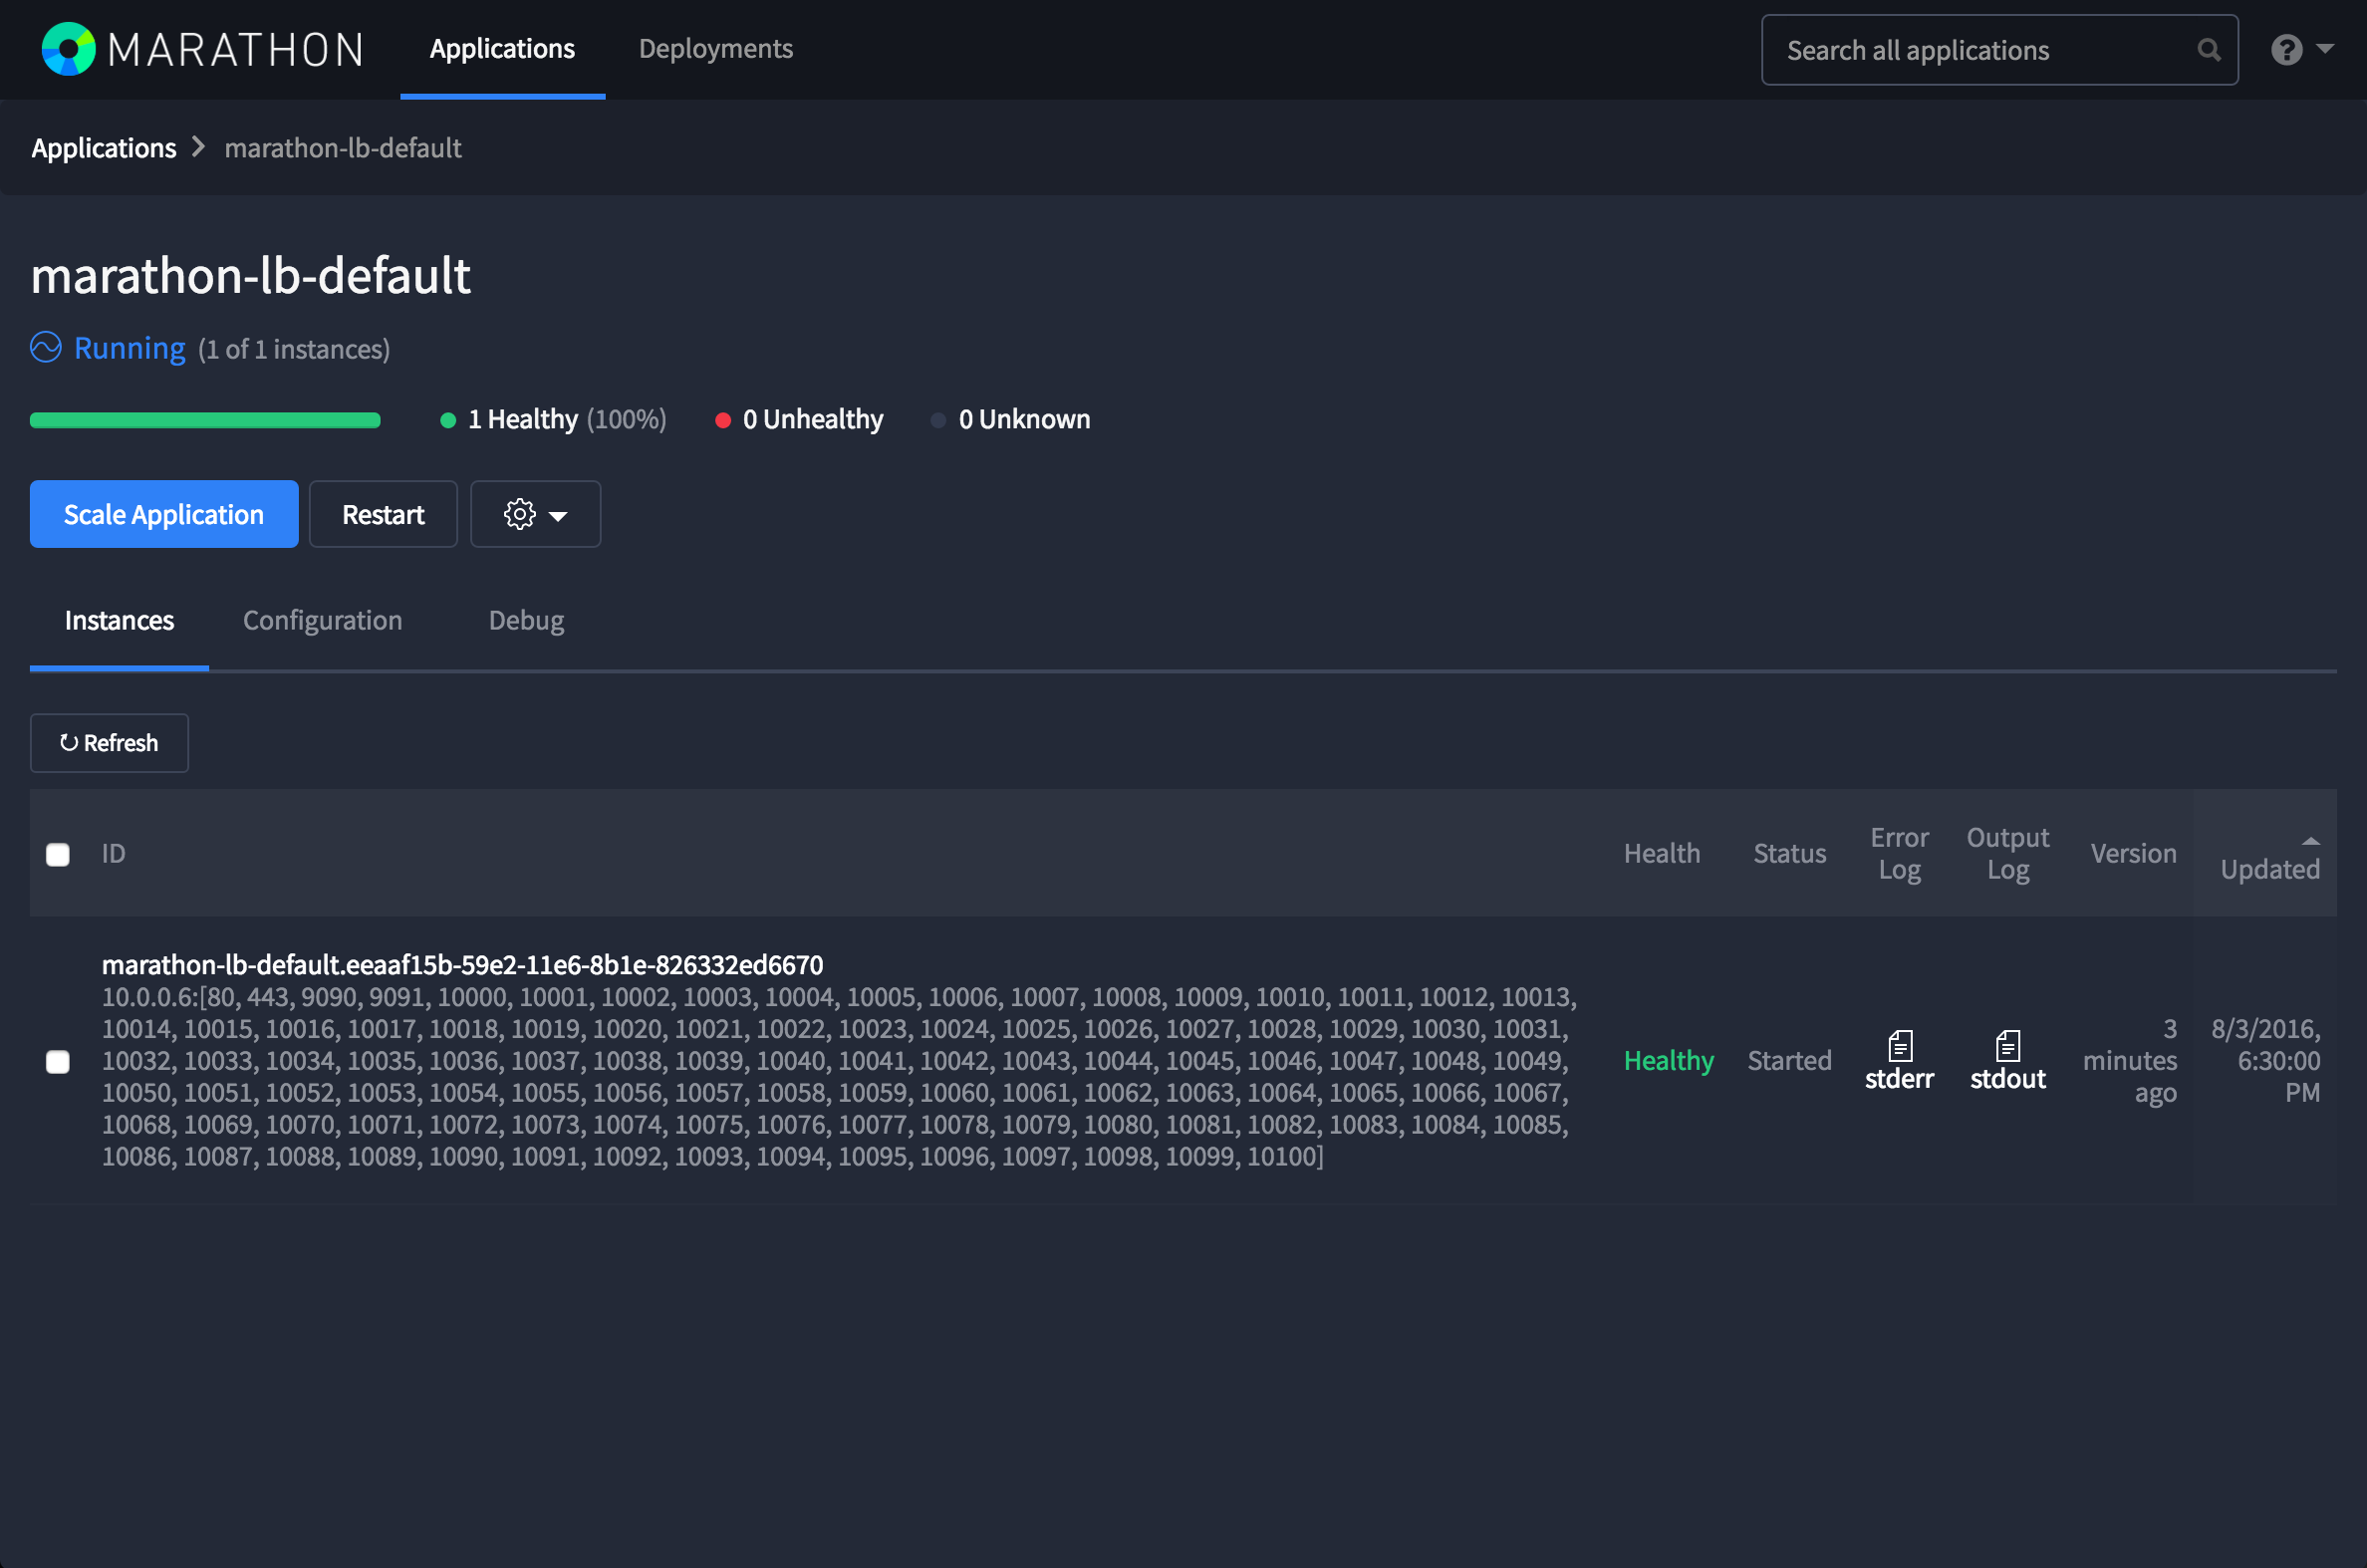 MARATHON
Applications
Deployments
Search all applications
Applications
marathon-lb-default
marathon-lb-default
Running (1 of 1 instances)
1 Healthy (100%)
0 Unhealthy
0 Unknown
Scale Application
Restart
Instances
Configuration
Debug
Refresh
ID
Health
Status
Error
Log
Output
Log
Version
Updated
marathon-lb-default.eeaaf15b-59e2-11e6-8b1e-826332ed6670
10.0.0.6:[80, 443, 9090, 9091, 10000, 10001, 10002, 10003, 10004, 10005, 10006, 10007, 10008, 10009, 10010, 10011, 10012, 10013,
10014, 10015, 10016, 10017, 10018, 10019, 10020, 10021, 10022, 10023, 10024, 10025, 10026, 10027, 10028, 10029, 10030, 10031,
10032, 10033, 10034, 10035, 10036, 10037, 10038, 10039, 10040, 10041, 10042, 10043, 10044, 10045, 10046, 10047, 10048, 10049,
10050, 10051, 10052, 10053, 10054, 10055, 10056, 10057, 10058, 10059, 10060, 10061, 10062, 10063, 10064, 10065, 10066, 10067,
10068, 10069, 10070, 10071, 10072, 10073, 10074, 10075, 10076, 10077, 10078, 10079, 10080, 10081, 10082, 10083, 10084, 10085,
10086, 10087, 10088, 10089, 10090, 10091, 10092, 10093, 10094, 10095, 10096, 10097, 10098, 10099, 10100]
Healthy
Started
stderr
stdout
3
minutes
ago
8/3/2016,
6:30:00
PM